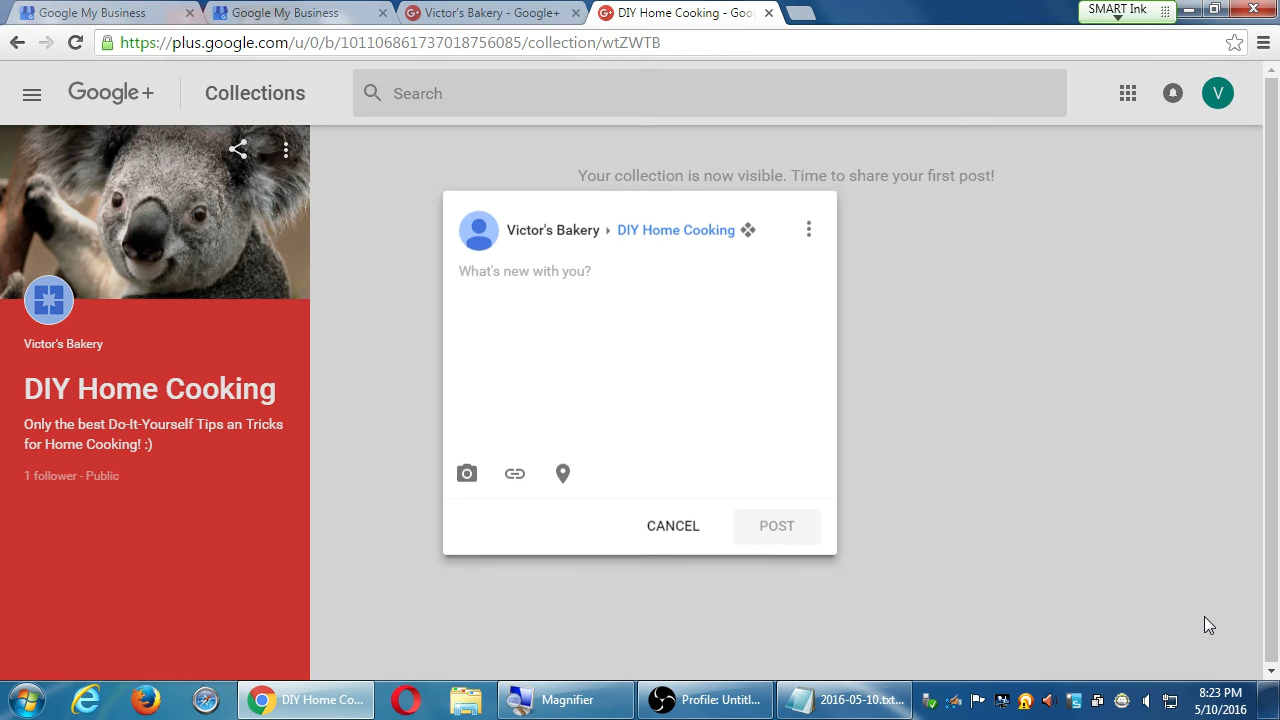 Google My Business
Google My Business
Victor's Bakery - Google+
DIY Home Cooking - Goo
SMART Ink
https://plus.google.com/u/0/b/101106861737018756085/collection/wtZWTB
Google+
Collections
Search
V
Your collection is now visible. Time to share your first post!
Victor's Bakery
DIY Home Cooking
Only the best Do-It-Yourself Tips an Tricks
for Home Cooking! :)
1 follower - Public
Victor's Bakery DIY Home Cooking
What's new with you?
CANCEL
POST
DIY Home Co...
Magnifier
Profile: Untitl...
2016-05-10.txt...
8:23 PM
5/10/2016